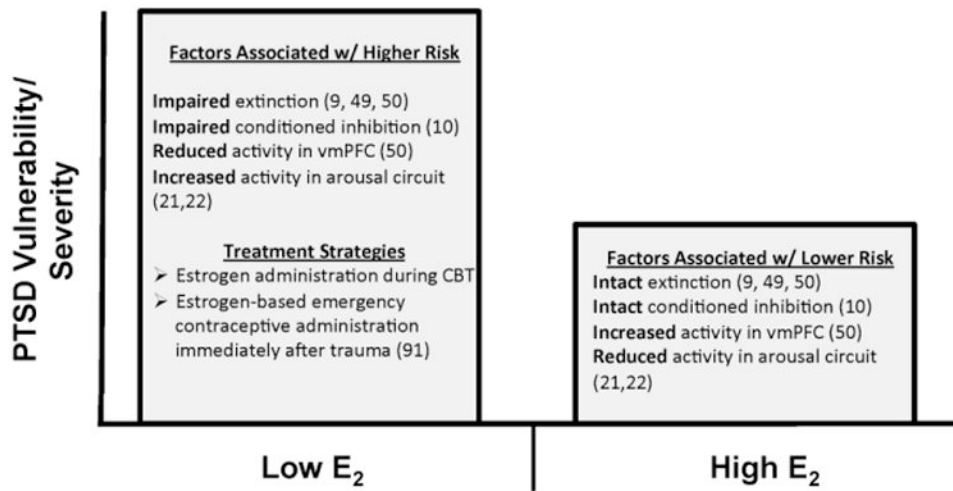 PTSD Vulnerability/
Severity
Factors Associated w/ Higher Risk
Impaired extinction (9, 49, 50)
Impaired conditioned inhibition (10)
Reduced activity in vmPFC (50)
Increased activity in arousal circuit
(21,22)
Treatment Strategies
➢ Estrogen administration during CBT
➢ Estrogen-based emergency
contraceptive administration
immediately after trauma (91)
Factors Associated w/ Lower Risk
Intact extinction (9, 49, 50)
Intact conditioned inhibition (10)
Increased activity in vmPFC (50)
Reduced activity in arousal circuit
(21,22)
Low E₂
High E₂